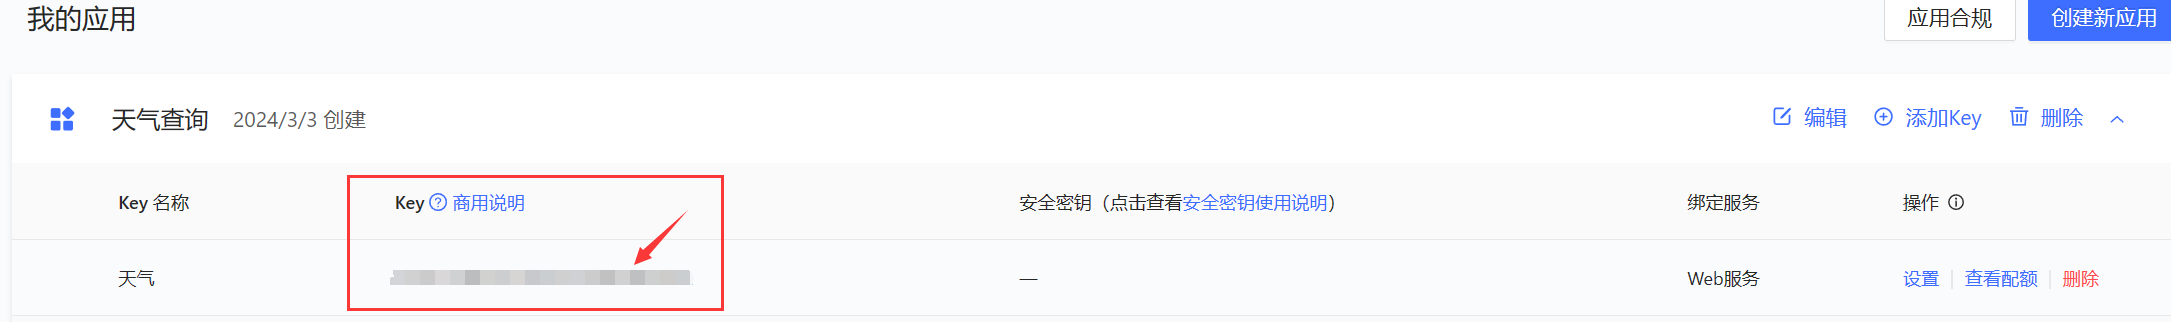 我的应用
应用合规
创建新应用
天气查询 2024/3/3 创建
编辑 添加Key 删除
Key 名称 Key 商用说明 安全密钥（点击查看安全密钥使用说明） 绑定服务 操作
天气 — Web服务 设置 查看配额 删除